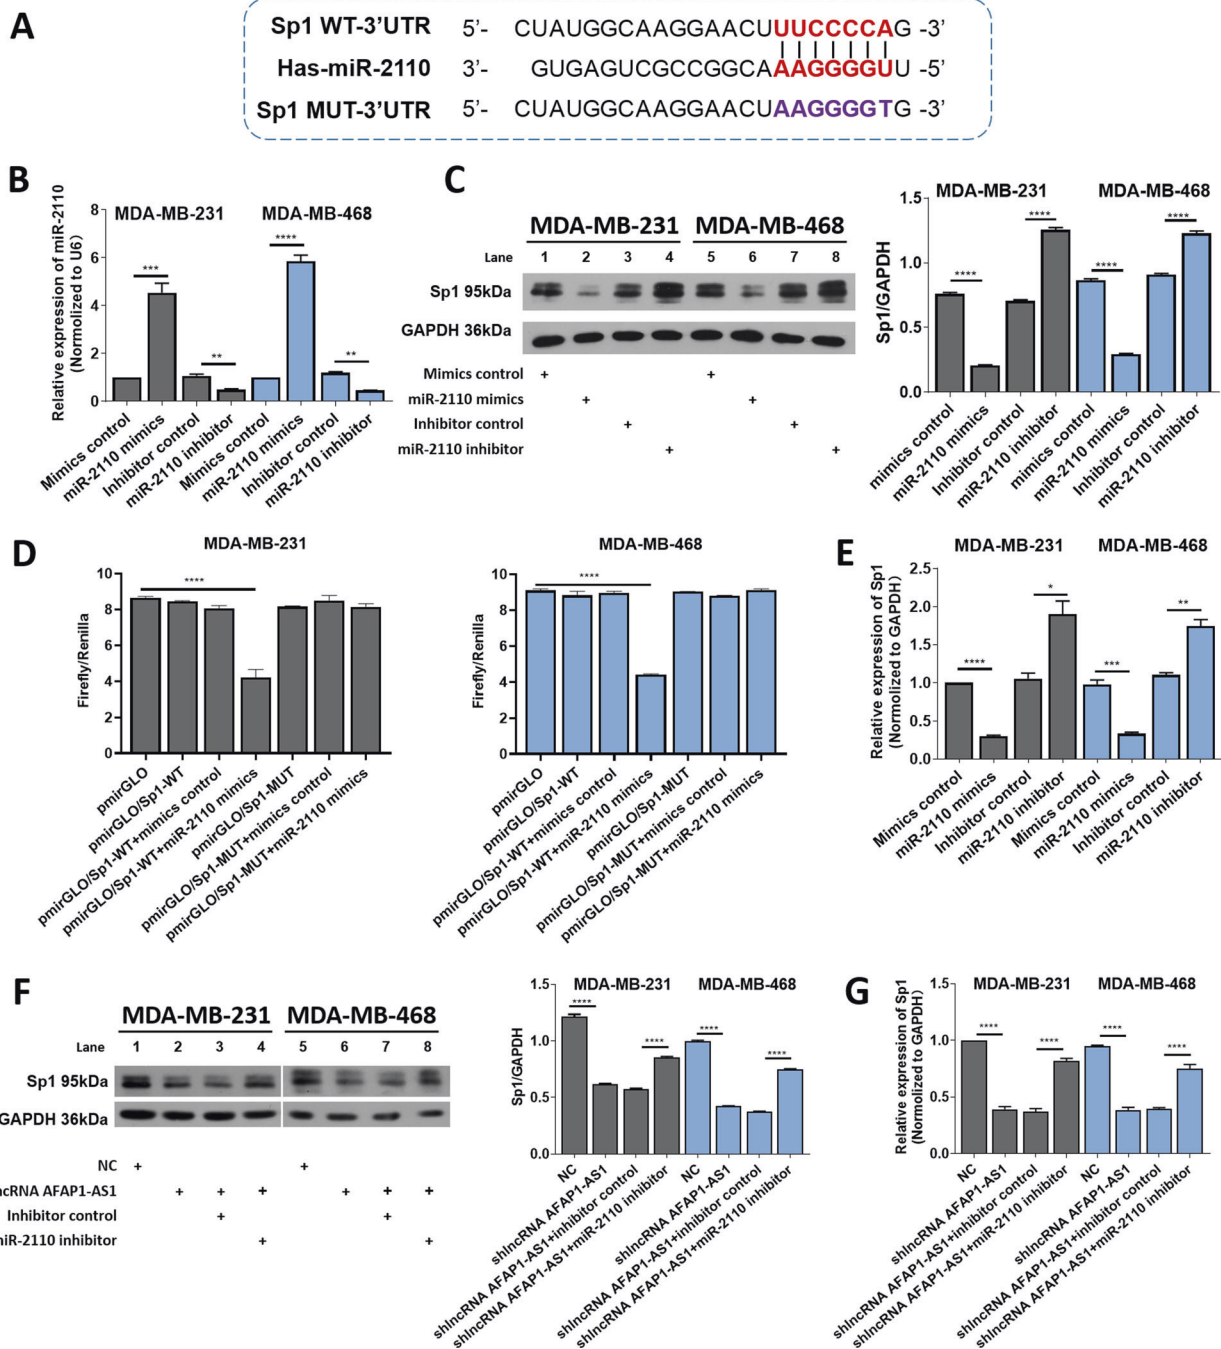 A
Sp1 WT-3'UTR 5'- CUAUGGCAAGGAACUUUCCCCAG -3'
Has-miR-2110 3'- GUGAGUCGCCGGCAAAGGGGUU -5'
Sp1 MUT-3'UTR 5'- CUAUGGCAAGGAACUAAGGGGTG -3'
B
Relative expression of miR-2110
(Normalized to U6)
MDA-MB-231 MDA-MB-468
8
6
4
2
0
*** ** **** **
Mimics control
miR-2110 mimics
Inhibitor control
miR-2110 inhibitor
Mimics control
miR-2110 mimics
Inhibitor control
miR-2110 inhibitor
C
MDA-MB-231 MDA-MB-468
Lane 1 2 3 4 5 6 7 8
Sp1 95kDa
GAPDH 36kDa
Mimics control + +
miR-2110 mimics + +
Inhibitor control + +
miR-2110 inhibitor + +
MDA-MB-231 MDA-MB-468
Sp1/GAPDH
1.5
1.0
0.5
0.0
**** **** **** ****
mimics control
miR-2110 mimics
Inhibitor control
miR-2110 inhibitor
mimics control
miR-2110 mimics
Inhibitor control
miR-2110 inhibitor
D
MDA-MB-231
Firefly/Renilla
10
8
6
4
2
0
****
pmirGLO
pmirGLO/Sp1-WT
pmirGLO/Sp1-WT+mimics control
pmirGLO/Sp1-WT+miR-2110 mimics
pmirGLO/Sp1-MUT
pmirGLO/Sp1-MUT+mimics control
pmirGLO/Sp1-MUT+miR-2110 mimics
MDA-MB-468
Firefly/Renilla
10
8
6
4
2
0
****
pmirGLO
pmirGLO/Sp1-WT
pmirGLO/Sp1-WT+mimics control
pmirGLO/Sp1-WT+miR-2110 mimics
pmirGLO/Sp1-MUT
pmirGLO/Sp1-MUT+mimics control
pmirGLO/Sp1-MUT+miR-2110 mimics
E
MDA-MB-231 MDA-MB-468
Relative expression of Sp1
(Normolized to GAPDH)
2.5
2.0
1.5
1.0
0.5
0.0
**** * *** **
Mimics control
miR-2110 mimics
Inhibitor control
miR-2110 inhibitor
Mimics control
miR-2110 mimics
Inhibitor control
miR-2110 inhibitor
F
MDA-MB-231 MDA-MB-468
Lane 1 2 3 4 5 6 7 8
Sp1 95kDa
GAPDH 36kDa
NC + +
ncRNA AFAP1-AS1 + + + + + +
Inhibitor control + +
miR-2110 inhibitor + +
MDA-MB-231 MDA-MB-468
Sp1/GAPDH
1.5
1.0
0.5
0.0
**** **** **** ****
NC
shlncRNA AFAP1-AS1
shlncRNA AFAP1-AS1+inhibitor control
shlncRNA AFAP1-AS1+miR-2110 inhibitor
NC
shlncRNA AFAP1-AS1
shlncRNA AFAP1-AS1+inhibitor control
shlncRNA AFAP1-AS1+miR-2110 inhibitor
G
MDA-MB-231 MDA-MB-468
Relative expression of Sp1
(Normalized to GAPDH)
1.5
1.0
0.5
0.0
**** **** **** ****
NC
shlncRNA AFAP1-AS1
shlncRNA AFAP1-AS1+inhibitor control
shlncRNA AFAP1-AS1+miR-2110 inhibitor
NC
shlncRNA AFAP1-AS1
shlncRNA AFAP1-AS1+inhibitor control
shlncRNA AFAP1-AS1+miR-2110 inhibitor